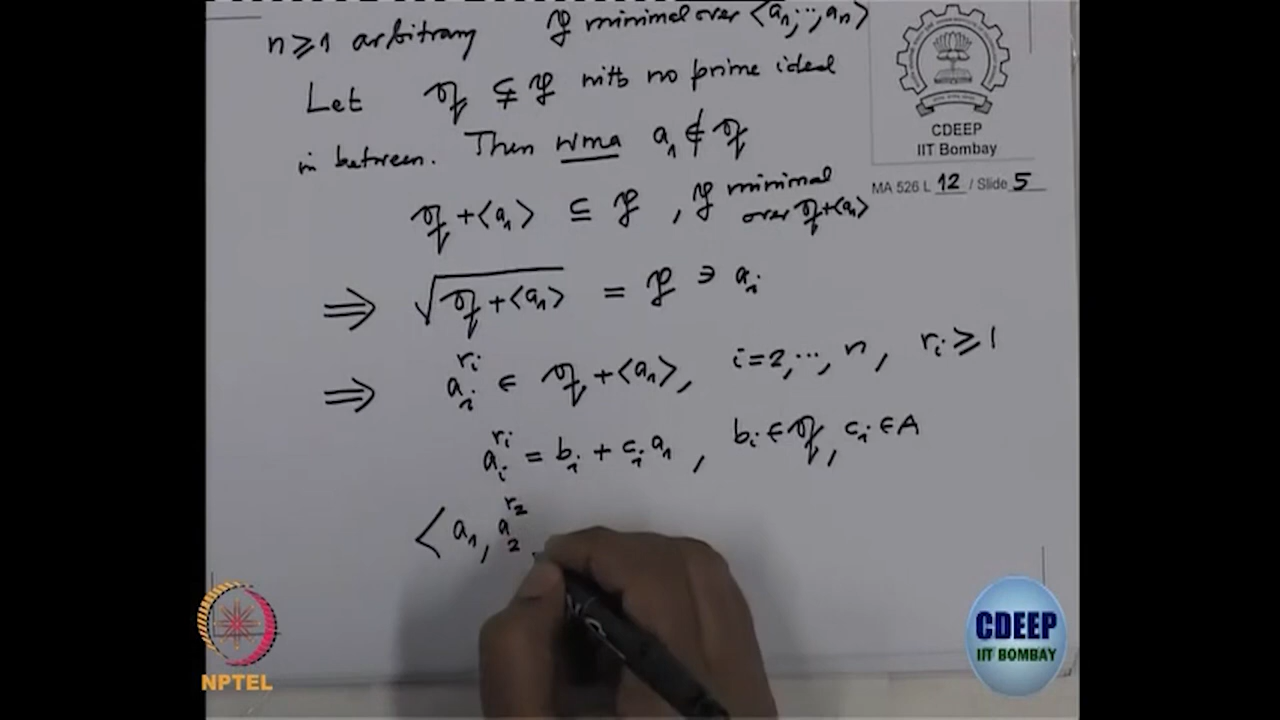 n ⩾ 1 arbitrary 𝔭 minimal over ⟨a₁, ⋯, aₙ⟩
Let 𝔮 ⊊ 𝔭 with no prime ideal
in between. Then wma a₁ ∉ 𝔮
𝔮 + ⟨a₁⟩ ⊆ 𝔭 , 𝔭 minimal
over 𝔮+⟨a₁⟩
⟹ √(𝔮 + ⟨a₁⟩) = 𝔭 ∋ aᵢ
⟹ aᵢ^{rᵢ} ∈ 𝔮 + ⟨a₁⟩, i = 2, ⋯, n, rᵢ ⩾ 1
aᵢ^{rᵢ} = bᵢ + cᵢ a₁ , bᵢ ∈ 𝔮, cᵢ ∈ A
⟨ a₁, a₂^{r₂}
CDEEP
IIT Bombay
MA 526 L 12 / Slide 5
NPTEL
CDEEP
IIT BOMBAY